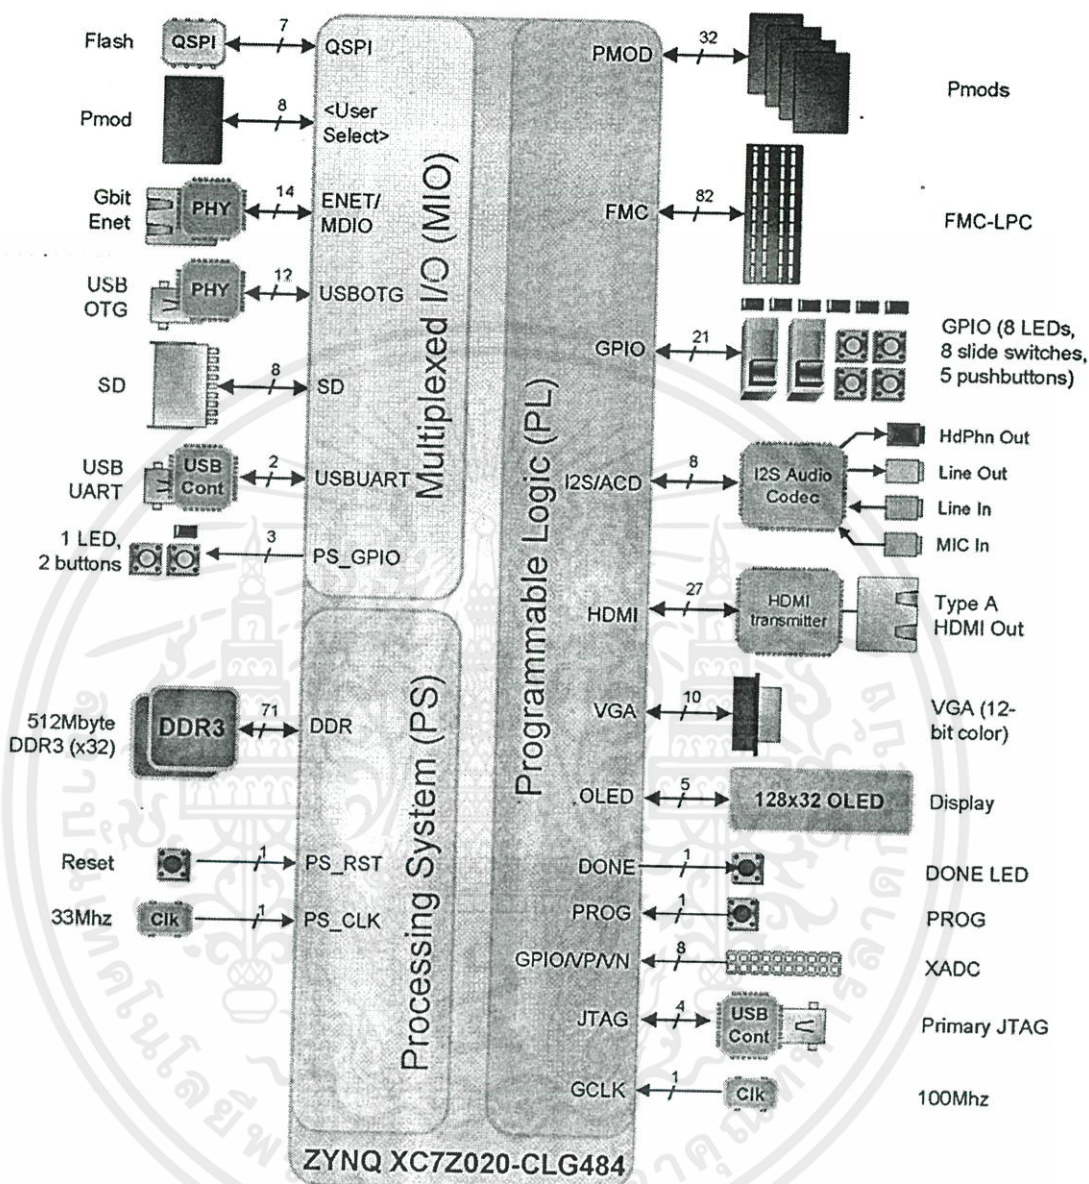 Flash
QSPI
7
QSPI
Pmod
8
<User
Select>
Gbit
Enet
PHY
14
ENET/
MDIO
USB
OTG
PHY
12
USBOTG
SD
8
SD
USB
UART
USB
Cont
2
USBUART
1 LED,
2 buttons
3
PS_GPIO
Multiplexed I/O (MIO)
512Mbyte
DDR3 (x32)
DDR3
71
DDR
Reset
1
PS_RST
33Mhz
Clk
1
PS_CLK
Processing System (PS)
Programmable Logic (PL)
PMOD
32
Pmods
FMC
82
FMC-LPC
GPIO
21
GPIO (8 LEDs,
8 slide switches,
5 pushbuttons)
I2S/ACD
8
I2S Audio
Codec
HdPhn Out
Line Out
Line In
MIC In
HDMI
27
HDMI
transmitter
Type A
HDMI Out
VGA
10
VGA (12-
bit color)
OLED
5
128x32 OLED
Display
DONE
1
DONE LED
PROG
1
PROG
GPIO/VP/VN
8
XADC
JTAG
4
USB
Cont
Primary JTAG
GCLK
1
Clk
100Mhz
ZYNQ XC7Z020-CLG484